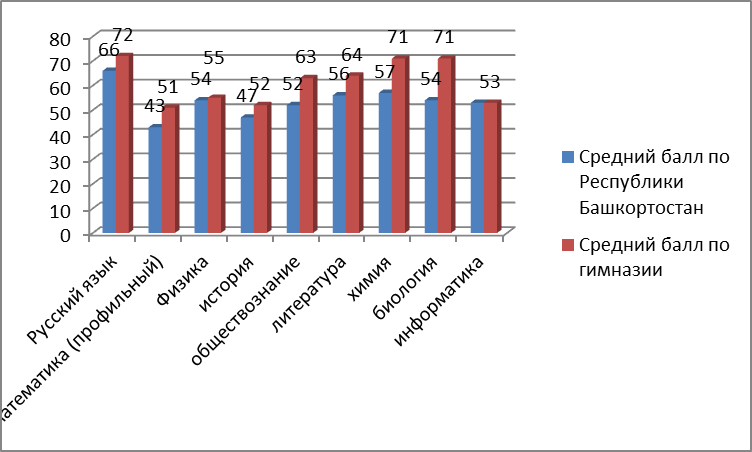 80
70
60
50
40
30
20
10
0
66
72
43
51
54
55
47
52
52
63
56
64
57
71
54
71
53
Русский язык
математика (профильный)
Физика
история
обществознание
литература
химия
биология
информатика
Средний балл по
Республики
Башкортостан
Средний балл по
гимназии